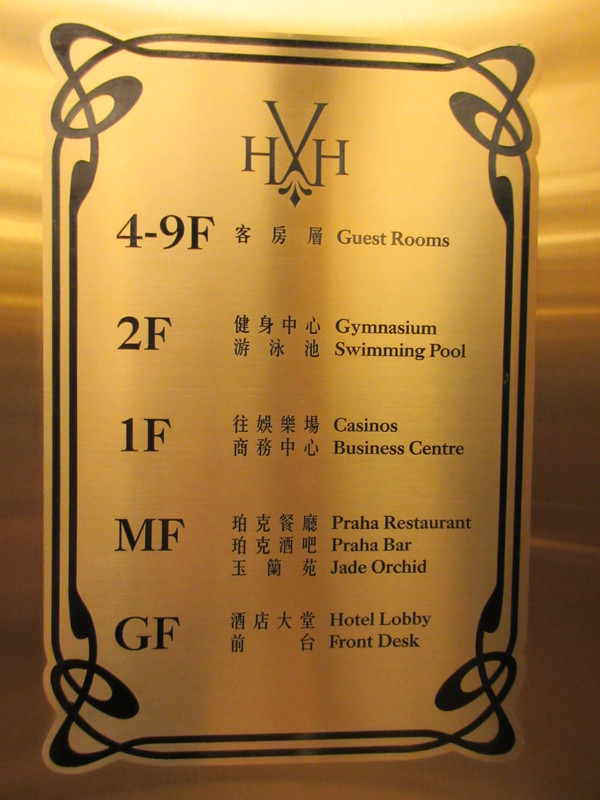 HVH
4-9F 客房層 Guest Rooms
2F 健身中心 Gymnasium
游泳池 Swimming Pool
1F 往娛樂場 Casinos
商務中心 Business Centre
MF 珀克餐廳 Praha Restaurant
珀克酒吧 Praha Bar
玉蘭苑 Jade Orchid
GF 酒店大堂 Hotel Lobby
前台 Front Desk